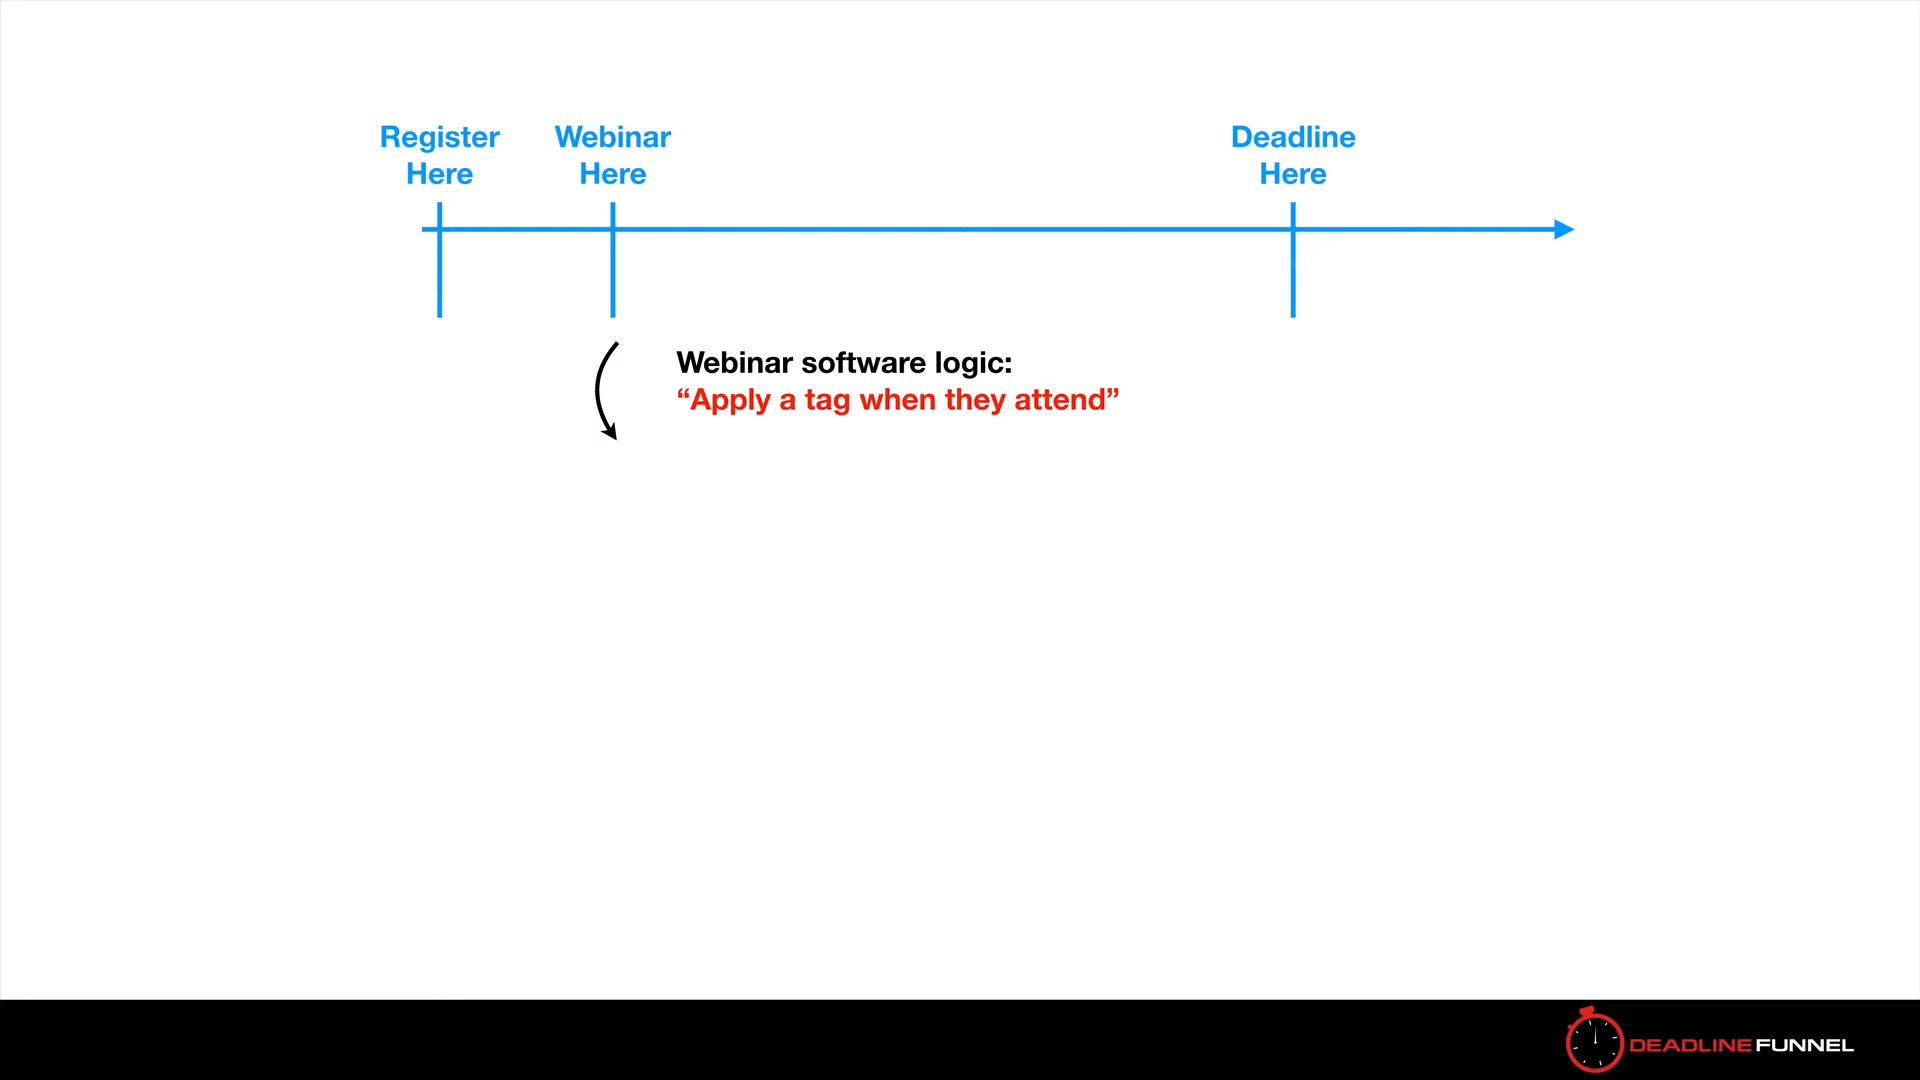 Register
Here
Webinar
Here
Deadline
Here
Webinar software logic:
“Apply a tag when they attend”
DEADLINE FUNNEL